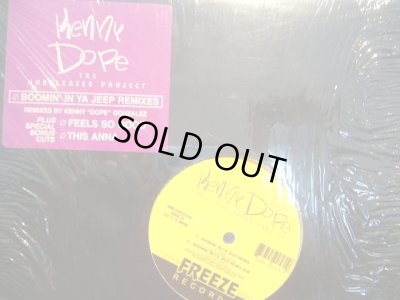 Kenny
Dope
THE
UNRELEASED PROJECT
BOOMIN' IN YA JEEP REMIXES
REMIXES BY KENNY "DOPE" GONZALEZ
PLUS
SPECIAL
BONUS
CUTS
FEELS SO
THIS ANNA
SOLD OUT
Kenny Dope
FREEZE
RECORDS